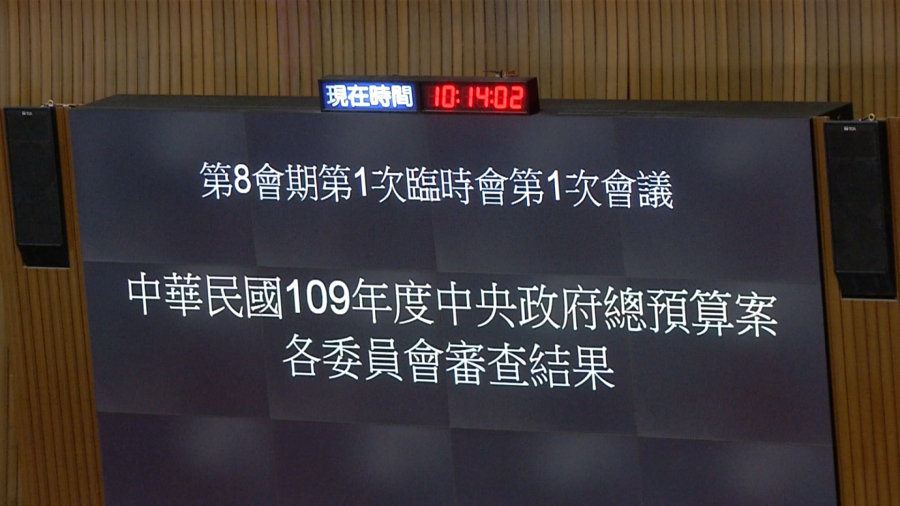 現在時間 10:14:02
第8會期第1次臨時會第1次會議
中華民國109年度中央政府總預算案
各委員會審查結果